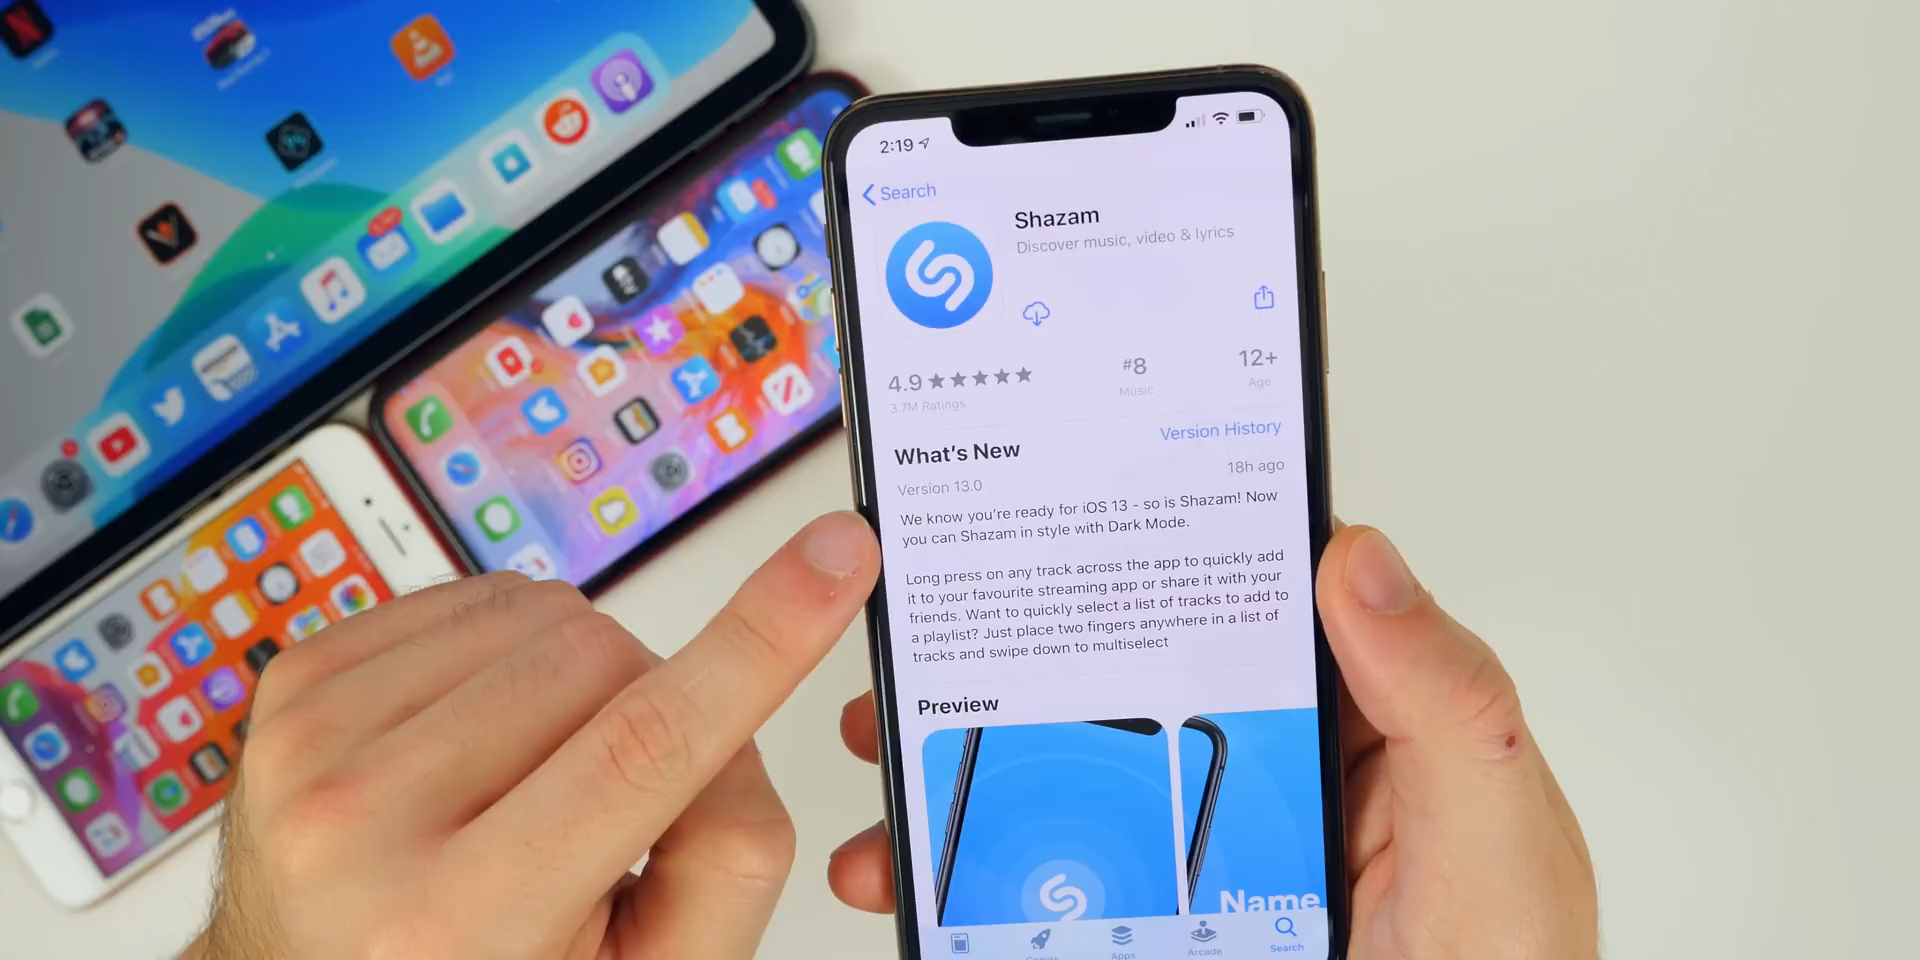 2:19
Search
Shazam
Discover music, video & lyrics
4.9 ★★★★★
3.7M Ratings
#8
Music
12+
Age
What's New
Version History
Version 13.0
18h ago
We know you're ready for iOS 13 - so is Shazam! Now
you can Shazam in style with Dark Mode.
Long press on any track across the app to quickly add
it to your favourite streaming app or share it with your
friends. Want to quickly select a list of tracks to add to
a playlist? Just place two fingers anywhere in a list of
tracks and swipe down to multiselect
Preview
Name
Apps
Arcade
Search